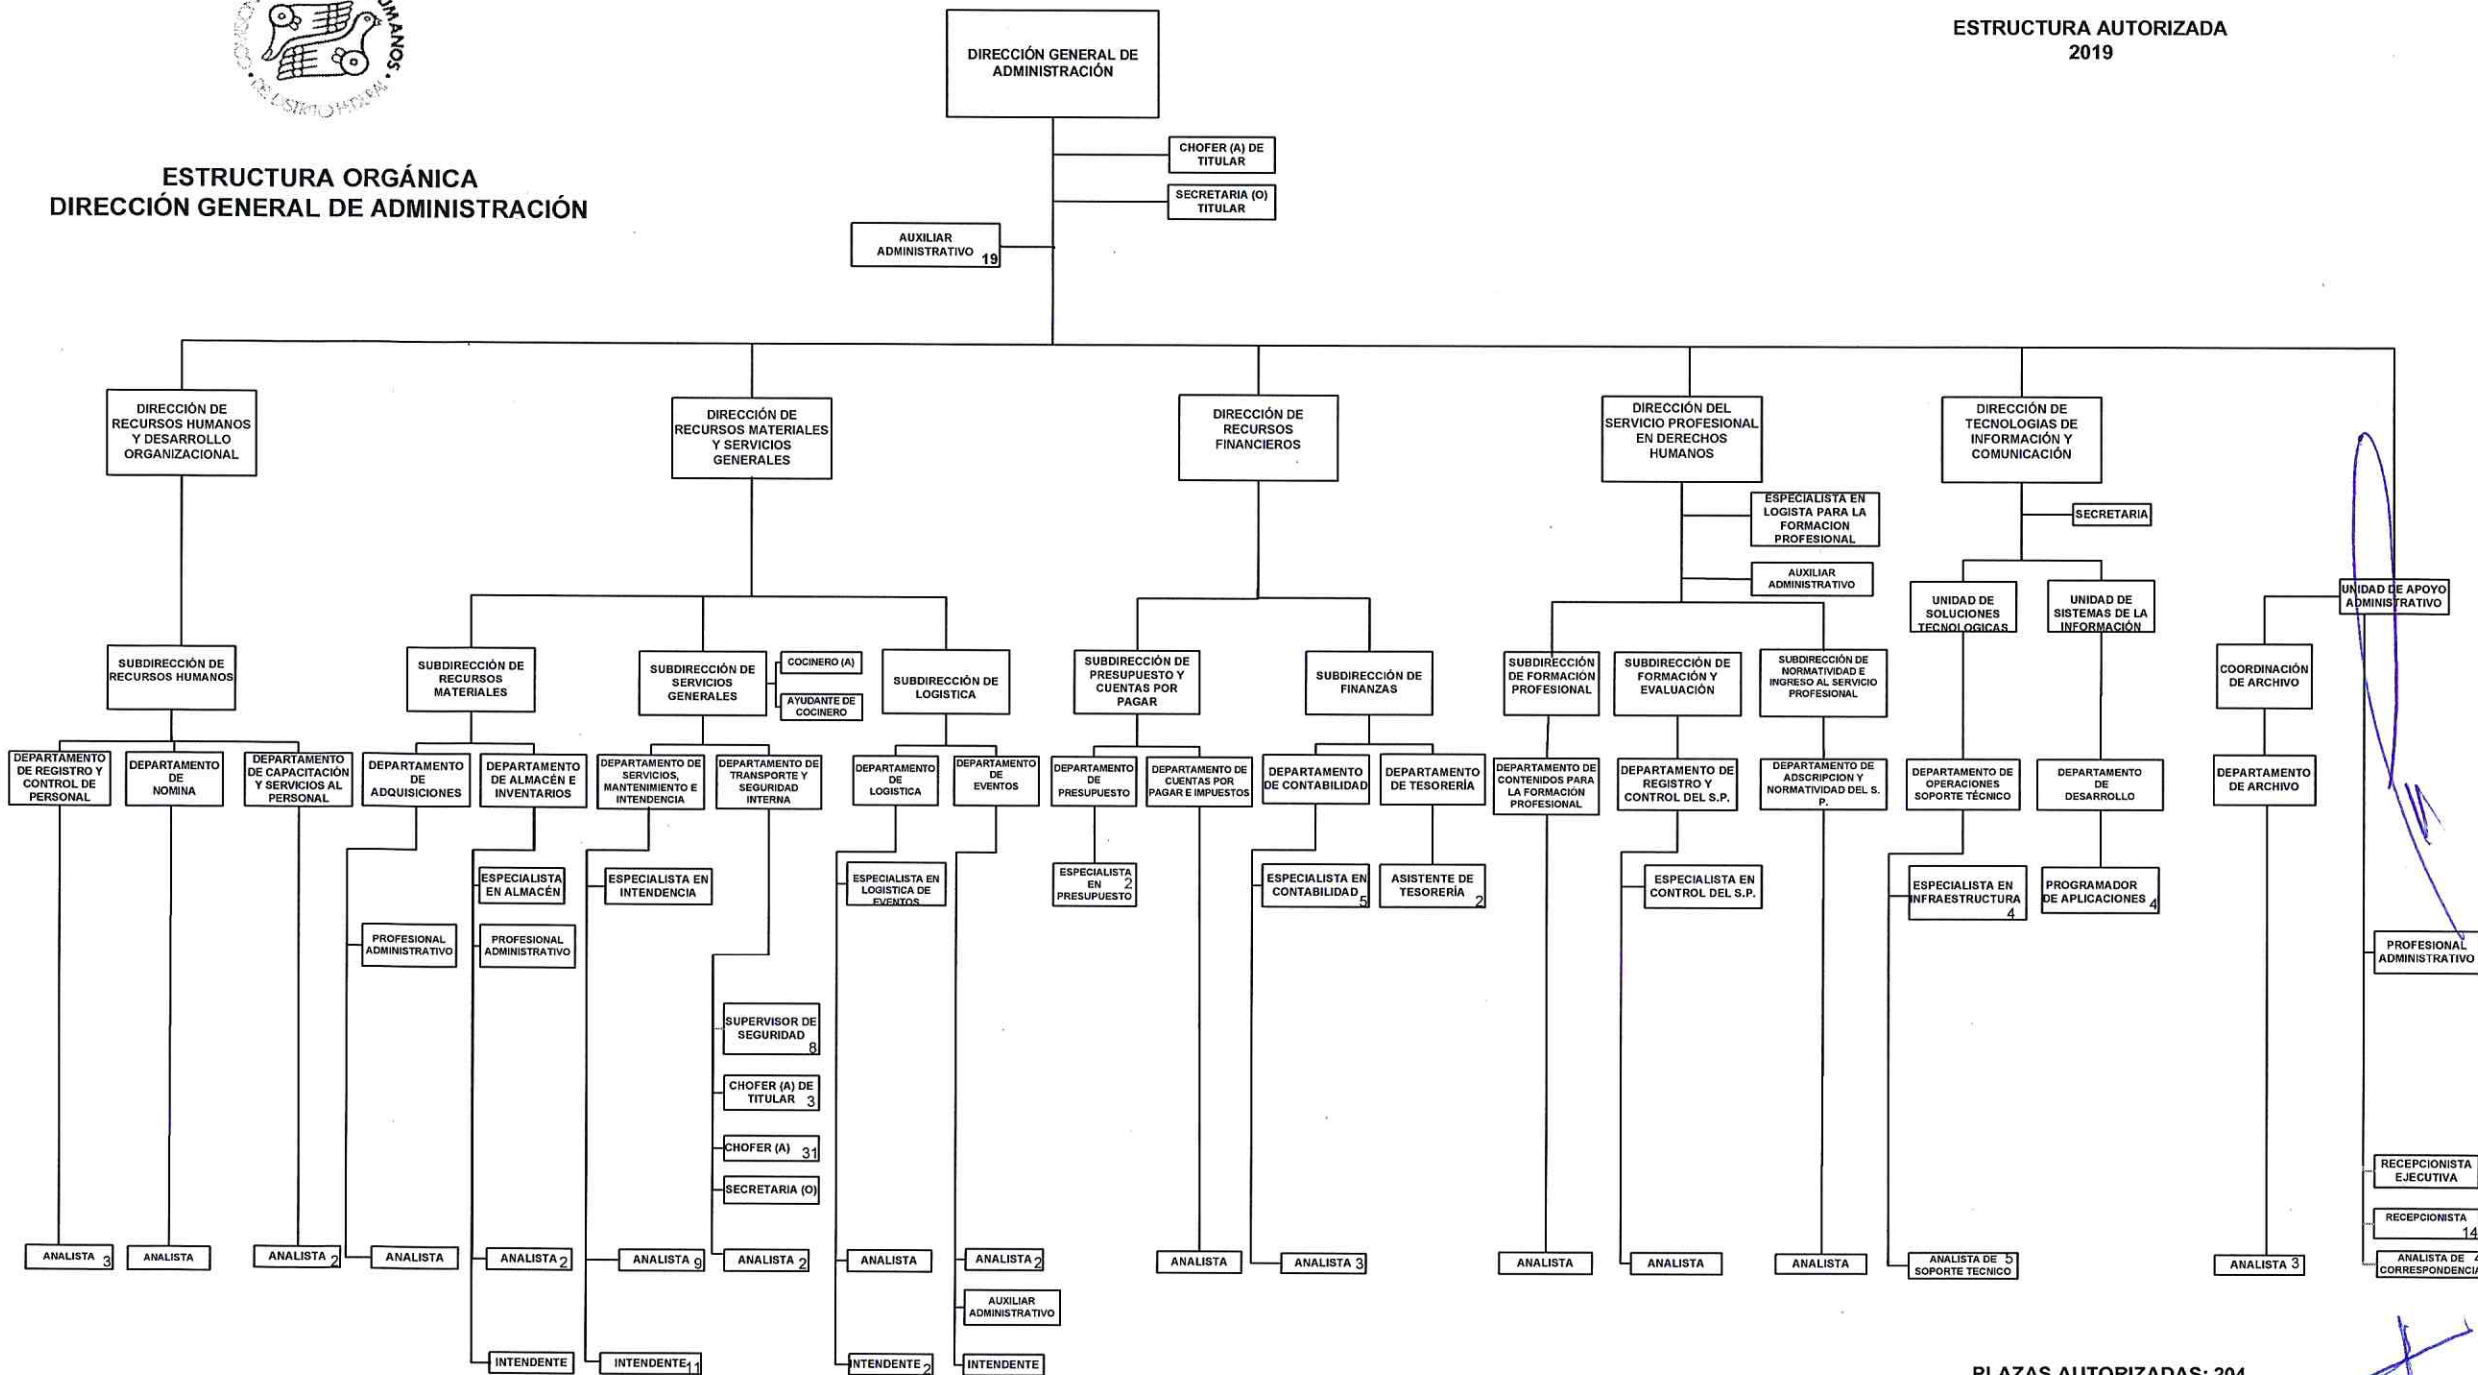 UMANOS
ESTRUCTURA AUTORIZADA
2019
DIRECCIÓN GENERAL DE
ADMINISTRACIÓN
CHOFER (A) DE
TITULAR
ESTRUCTURA ORGÁNICA
DIRECCIÓN GENERAL DE ADMINISTRACIÓN
SECRETARIA (O)
TITULAR
AUXILIAR
ADMINISTRATIVO 19
DIRECCIÓN DE
RECURSOS HUMANOS
Y DESARROLLO
ORGANIZACIONAL
DIRECCIÓN DE
RECURSOS MATERIALES
Y SERVICIOS
GENERALES
DIRECCIÓN DE
RECURSOS
FINANCIEROS
DIRECCIÓN DEL
SERVICIO PROFESIONAL
EN DERECHOS
HUMANOS
DIRECCIÓN DE
TECNOLOGIAS DE
INFORMACIÓN Y
COMUNICACIÓN
ESPECIALISTA EN
LOGISTA PARA LA
FORMACION
PROFESIONAL
SECRETARIA
AUXILIAR
ADMINISTRATIVO
UNIDAD DE
SOLUCIONES
TECNOLOGICAS
UNIDAD DE
SISTEMAS DE LA
INFORMACIÓN
UNIDAD DE APOYO
ADMINISTRATIVO
SUBDIRECCIÓN DE
RECURSOS HUMANOS
SUBDIRECCIÓN DE
RECURSOS
MATERIALES
SUBDIRECCIÓN DE
SERVICIOS
GENERALES
COCINERO (A)
AYUDANTE DE
COCINERO
SUBDIRECCIÓN DE
LOGISTICA
SUBDIRECCIÓN DE
PRESUPUESTO Y
CUENTAS POR
PAGAR
SUBDIRECCIÓN DE
FINANZAS
SUBDIRECCIÓN
DE FORMACIÓN
PROFESIONAL
SUBDIRECCIÓN DE
FORMACIÓN Y
EVALUACIÓN
SUBDIRECCIÓN DE
NORMATIVIDAD E
INGRESO AL SERVICIO
PROFESIONAL
COORDINACIÓN
DE ARCHIVO
DEPARTAMENTO
DE REGISTRO Y
CONTROL DE
PERSONAL
DEPARTAMENTO
DE
NOMINA
DEPARTAMENTO
DE CAPACITACIÓN
Y SERVICIOS AL
PERSONAL
DEPARTAMENTO
DE
ADQUISICIONES
DEPARTAMENTO
DE ALMACÉN E
INVENTARIOS
DEPARTAMENTO DE
SERVICIOS,
MANTENIMIENTO E
INTENDENCIA
DEPARTAMENTO DE
TRANSPORTE Y
SEGURIDAD
INTERNA
DEPARTAMENTO
DE
LOGISTICA
DEPARTAMENTO
DE
EVENTOS
DEPARTAMENTO
DE
PRESUPUESTO
DEPARTAMENTO DE
CUENTAS POR
PAGAR E IMPUESTOS
DEPARTAMENTO
DE CONTABILIDAD
DEPARTAMENTO
DE TESORERÍA
DEPARTAMENTO DE
CONTENIDOS PARA
LA FORMACIÓN
PROFESIONAL
DEPARTAMENTO DE
REGISTRO Y
CONTROL DEL S.P.
DEPARTAMENTO DE
ADSCRIPCION Y
NORMATIVIDAD DEL S.
P.
DEPARTAMENTO DE
OPERACIONES
SOPORTE TÉCNICO
DEPARTAMENTO
DE
DESARROLLO
DEPARTAMENTO
DE ARCHIVO
ESPECIALISTA
EN ALMACÉN
ESPECIALISTA EN
INTENDENCIA
ESPECIALISTA EN
LOGISTICA DE
EVENTOS
ESPECIALISTA
EN 2
PRESUPUESTO
ESPECIALISTA EN
CONTABILIDAD 5
ASISTENTE DE
TESORERÍA 2
ESPECIALISTA EN
CONTROL DEL S.P.
ESPECIALISTA EN
INFRAESTRUCTURA
4
PROGRAMADOR
DE APLICACIONES 4
PROFESIONAL
ADMINISTRATIVO
PROFESIONAL
ADMINISTRATIVO
PROFESIONAL
ADMINISTRATIVO
SUPERVISOR DE
SEGURIDAD
8
CHOFER (A) DE
TITULAR 3
CHOFER (A) 31
SECRETARIA (O)
RECEPCIONISTA
EJECUTIVA
RECEPCIONISTA
14
ANALISTA 3
ANALISTA
ANALISTA 2
ANALISTA
ANALISTA 2
ANALISTA 9
ANALISTA 2
ANALISTA
ANALISTA 2
ANALISTA
ANALISTA 3
ANALISTA
ANALISTA
ANALISTA
ANALISTA DE 5
SOPORTE TECNICO
ANALISTA 3
ANALISTA DE
CORRESPONDENCIA
AUXILIAR
ADMINISTRATIVO
INTENDENTE
INTENDENTE 11
INTENDENTE 2
INTENDENTE
PLAZAS AUTORIZADAS: 204